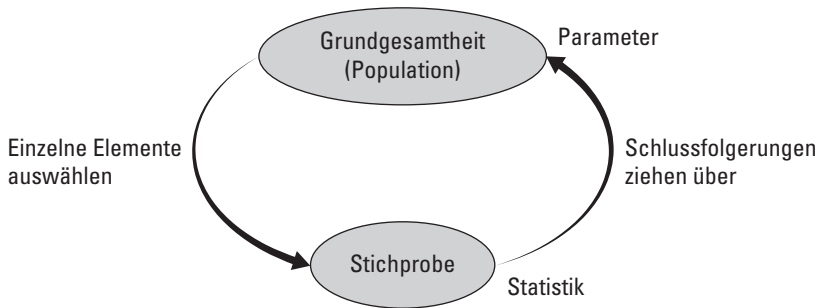 Grundgesamtheit
(Population)
Parameter
Einzelne Elemente
auswählen
Schlussfolgerungen
ziehen über
Stichprobe
Statistik